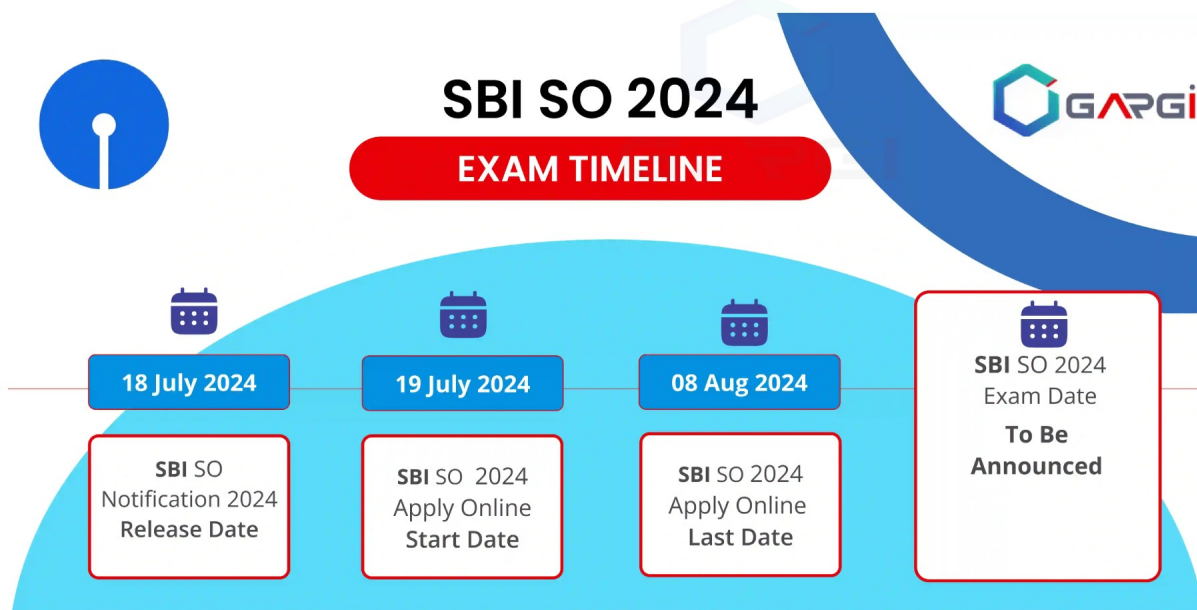 SBI SO 2024
GARGI
EXAM TIMELINE
18 July 2024
SBI SO
Notification 2024
Release Date
19 July 2024
SBI SO 2024
Apply Online
Start Date
08 Aug 2024
SBI SO 2024
Apply Online
Last Date
SBI SO 2024
Exam Date
To Be
Announced